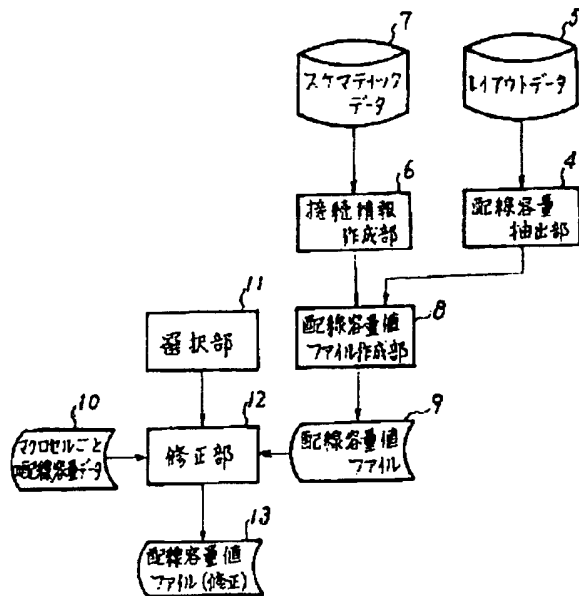 7
スケマティック
データ
5
レイアウトデータ
6
接続情報
作成部
4
配線容量
抽出部
11
選択部
8
配線容量値
ファイル作成部
10
マクロセルごと
の配線容量データ
12
修正部
9
配線容量値
ファイル
13
配線容量値
ファイル(修正)